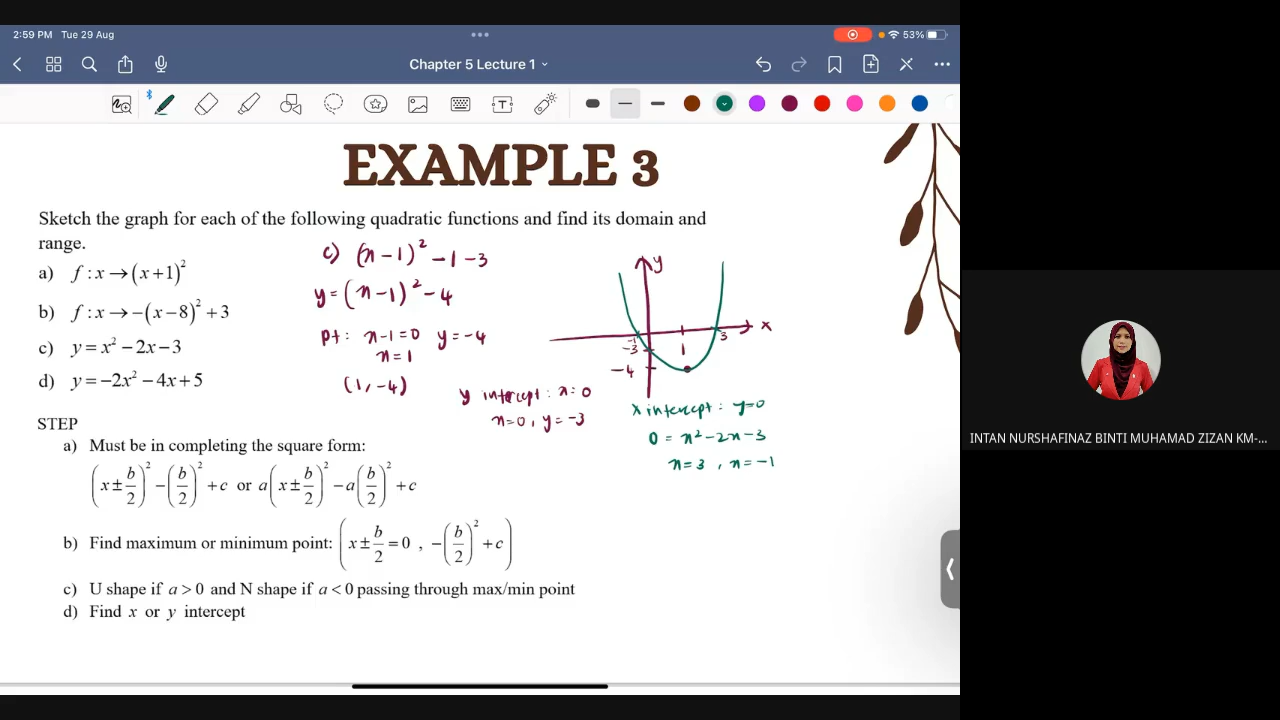 2:59 PM Tue 29 Aug
53%
Chapter 5 Lecture 1
EXAMPLE 3
Sketch the graph for each of the following quadratic functions and find its domain and
range.
a) f : x → (x+1)²
b) f : x → −(x−8)² + 3
c) y = x² − 2x − 3
d) y = −2x² − 4x + 5
c) (x−1)² −1 −3
y = (x−1)² − 4
pt: x−1=0 y=−4
x=1
(1, −4)
y intercept: x=0
x=0, y=−3
y
x
−1
3
−3
1
−4
x intercept: y=0
0 = x² − 2x − 3
x=3, x=−1
STEP
a) Must be in completing the square form:
(x ± b/2)² − (b/2)² + c or a(x ± b/2)² − a(b/2)² + c
b) Find maximum or minimum point: (x ± b/2 = 0 , −(b/2)² + c)
c) U shape if a > 0 and N shape if a < 0 passing through max/min point
d) Find x or y intercept
INTAN NURSHAFINAZ BINTI MUHAMAD ZIZAN KM-...